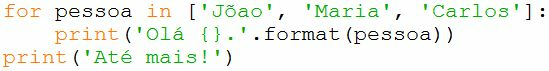 for pessoa in ['Jõao', 'Maria', 'Carlos']:
    print('Olá {}.'.format(pessoa))
print('Até mais!')